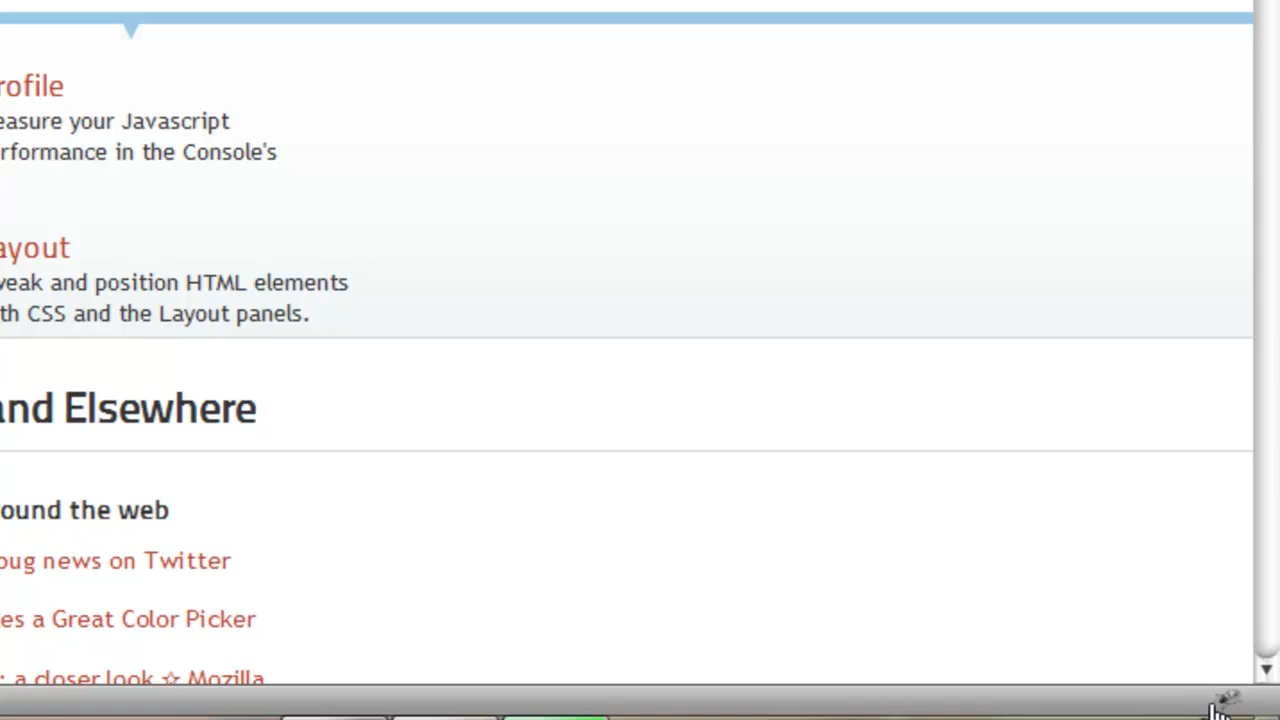 rofile
easure your Javascript
rformance in the Console's
ayout
weak and position HTML elements
th CSS and the Layout panels.
and Elsewhere
ound the web
bug news on Twitter
es a Great Color Picker
: a closer look ☆ Mozilla